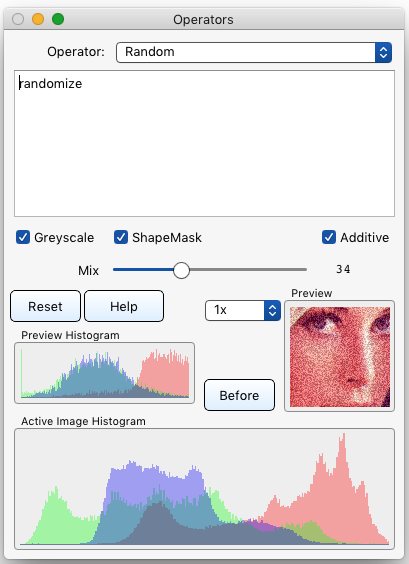 Operators
Operator: Random
randomize
Greyscale ShapeMask Additive
Mix 34
Reset Help 1x Preview
Preview Histogram
Before
Active Image Histogram